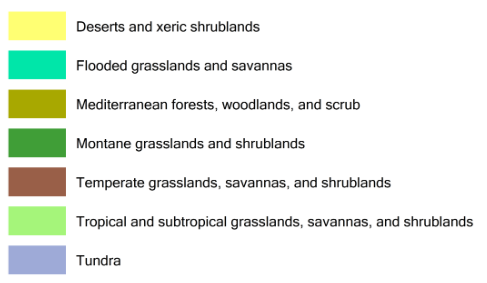 Deserts and xeric shrublands
Flooded grasslands and savannas
Mediterranean forests, woodlands, and scrub
Montane grasslands and shrublands
Temperate grasslands, savannas, and shrublands
Tropical and subtropical grasslands, savannas, and shrublands
Tundra